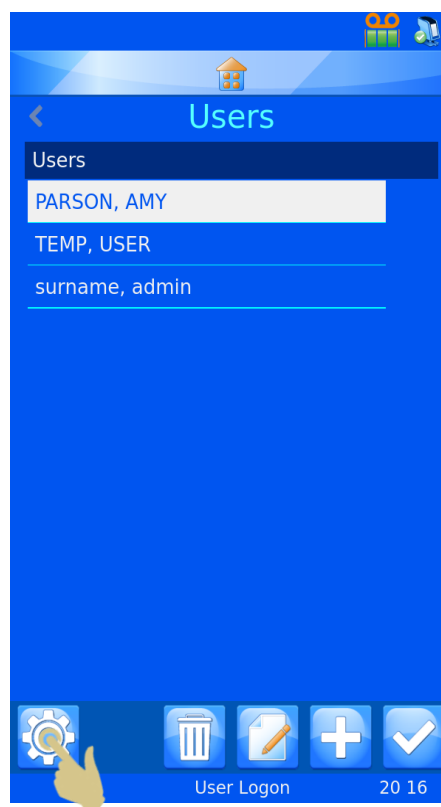 Users
Users
PARSON, AMY
TEMP, USER
surname, admin
User Logon 20 16